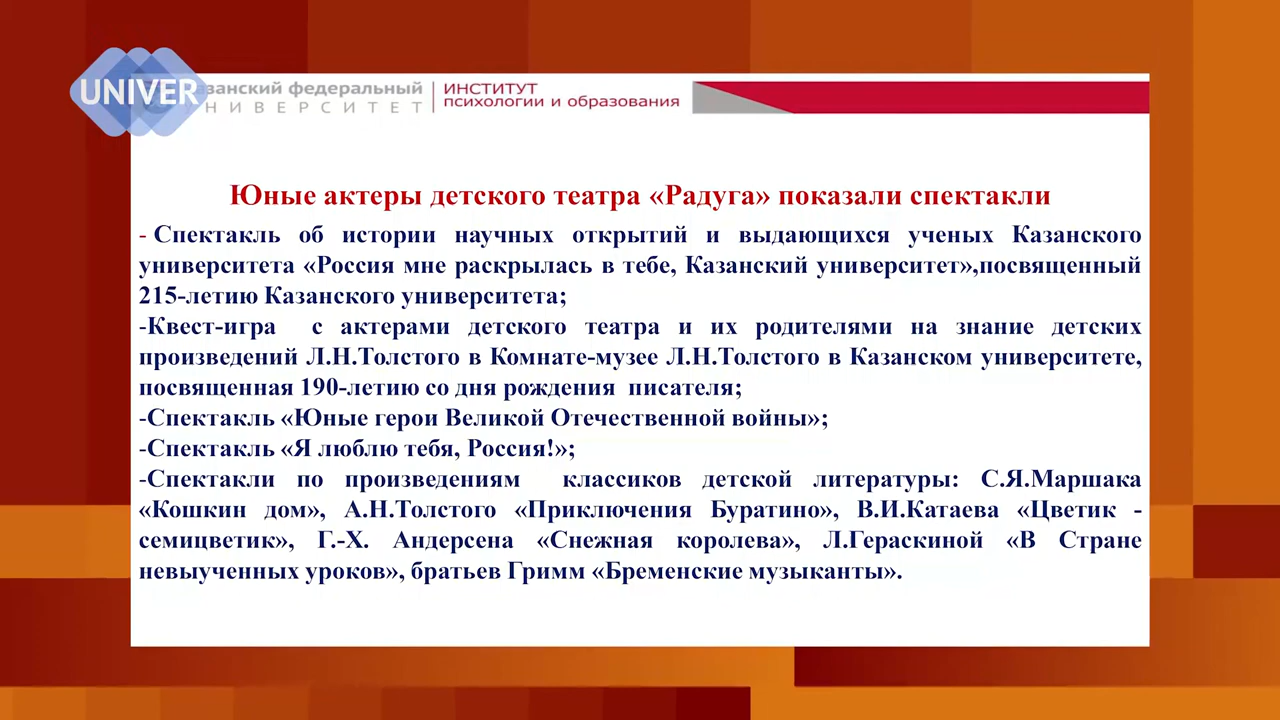 UNIVER
азанский федеральный
НИВЕРСИТЕТ
ИНСТИТУТ
ПСИХОЛОГИИ И ОБРАЗОВАНИЯ
Юные актеры детского театра «Радуга» показали спектакли
- Спектакль об истории научных открытий и выдающихся ученых Казанского
университета «Россия мне раскрылась в тебе, Казанский университет»,посвященный
215-летию Казанского университета;
-Квест-игра с актерами детского театра и их родителями на знание детских
произведений Л.Н.Толстого в Комнате-музее Л.Н.Толстого в Казанском университете,
посвященная 190-летию со дня рождения писателя;
-Спектакль «Юные герои Великой Отечественной войны»;
-Спектакль «Я люблю тебя, Россия!»;
-Спектакли по произведениям классиков детской литературы: С.Я.Маршака
«Кошкин дом», А.Н.Толстого «Приключения Буратино», В.И.Катаева «Цветик -
семицветик», Г.-Х. Андерсена «Снежная королева», Л.Гераскиной «В Стране
невыученных уроков», братьев Гримм «Бременские музыканты».